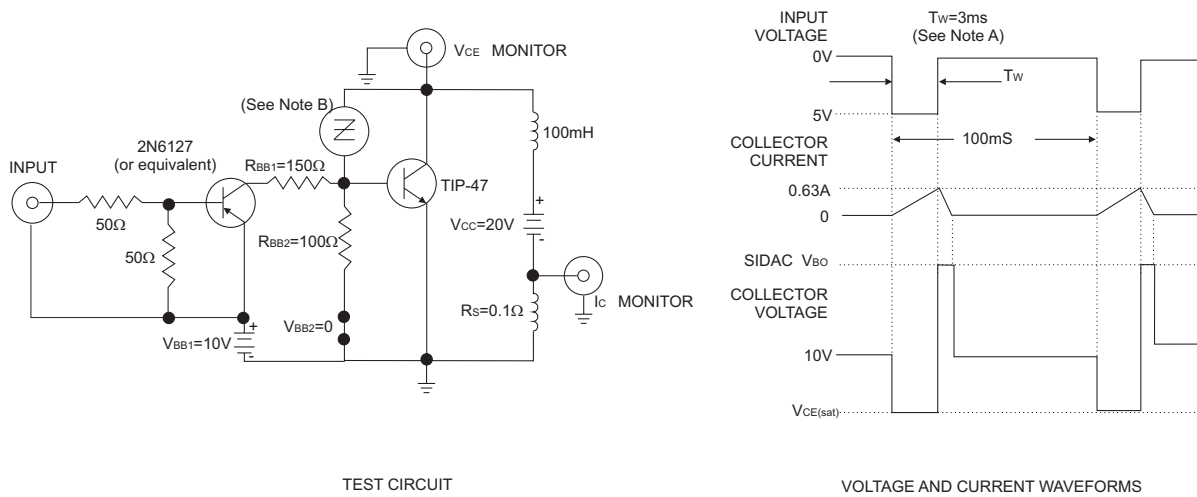 VCE MONITOR
(See Note B)
100mH
2N6127
(or equivalent)
INPUT
RBB1=150Ω
TIP-47
50Ω
VCC=20V
+
-
RBB2=100Ω
50Ω
IC MONITOR
RS=0.1Ω
+
VBB1=10V
-
VBB2=0
TEST CIRCUIT
INPUT
VOLTAGE
TW=3ms
(See Note A)
0V
TW
5V
100mS
COLLECTOR
CURRENT
0.63A
0
SIDAC VBO
COLLECTOR
VOLTAGE
10V
VCE(sat)
VOLTAGE AND CURRENT WAVEFORMS